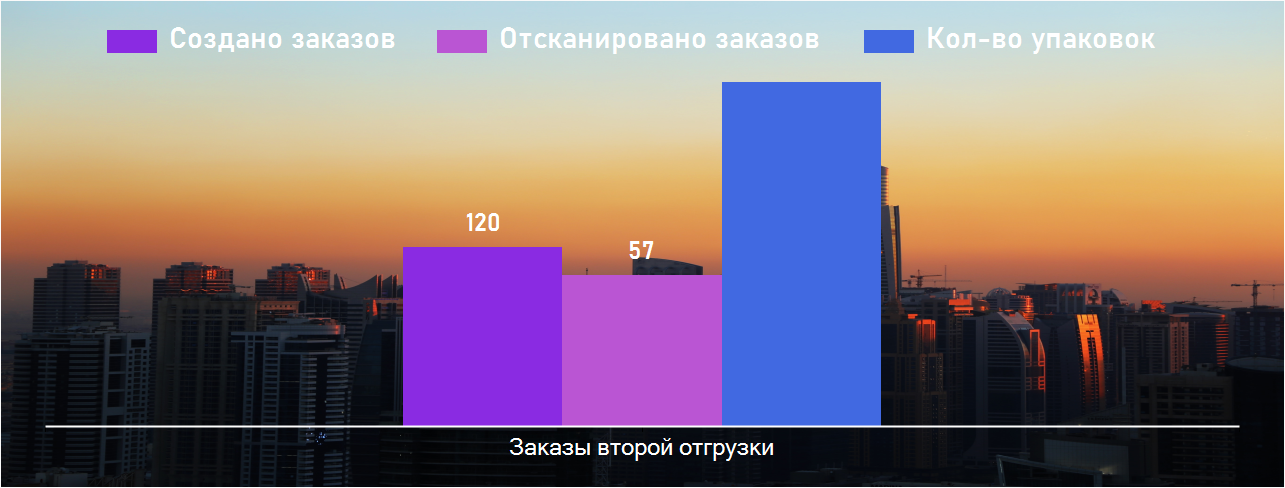 Создано заказов
Отсканировано заказов
Кол-во упаковок
120
57
Заказы второй отгрузки